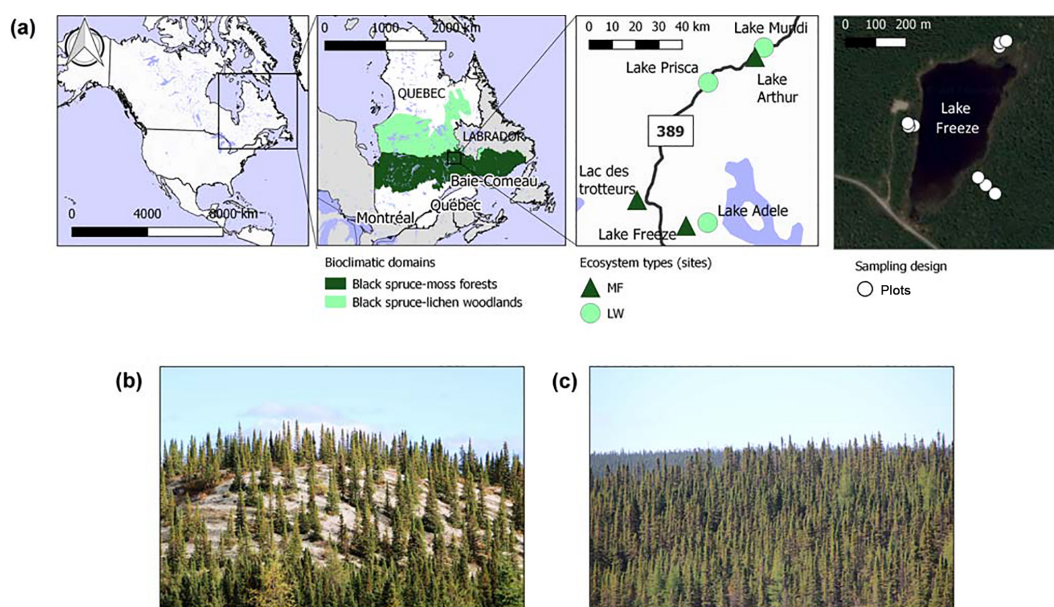 (a)
0 4000 8000 km
0 1000 2000 km
QUEBEC
LABRADOR
Baie-Comeau
Québec
Montréal
0 10 20 30 40 km
Lake Mundi
Lake Prisca
Lake
Arthur
389
Lac des
trotteurs
Lake Adele
Lake Freeze
0 100 200 m
Lake
Freeze
Bioclimatic domains
Black spruce-moss forests
Black spruce-lichen woodlands
Ecosystem types (sites)
MF
LW
Sampling design
Plots
(b)
(c)